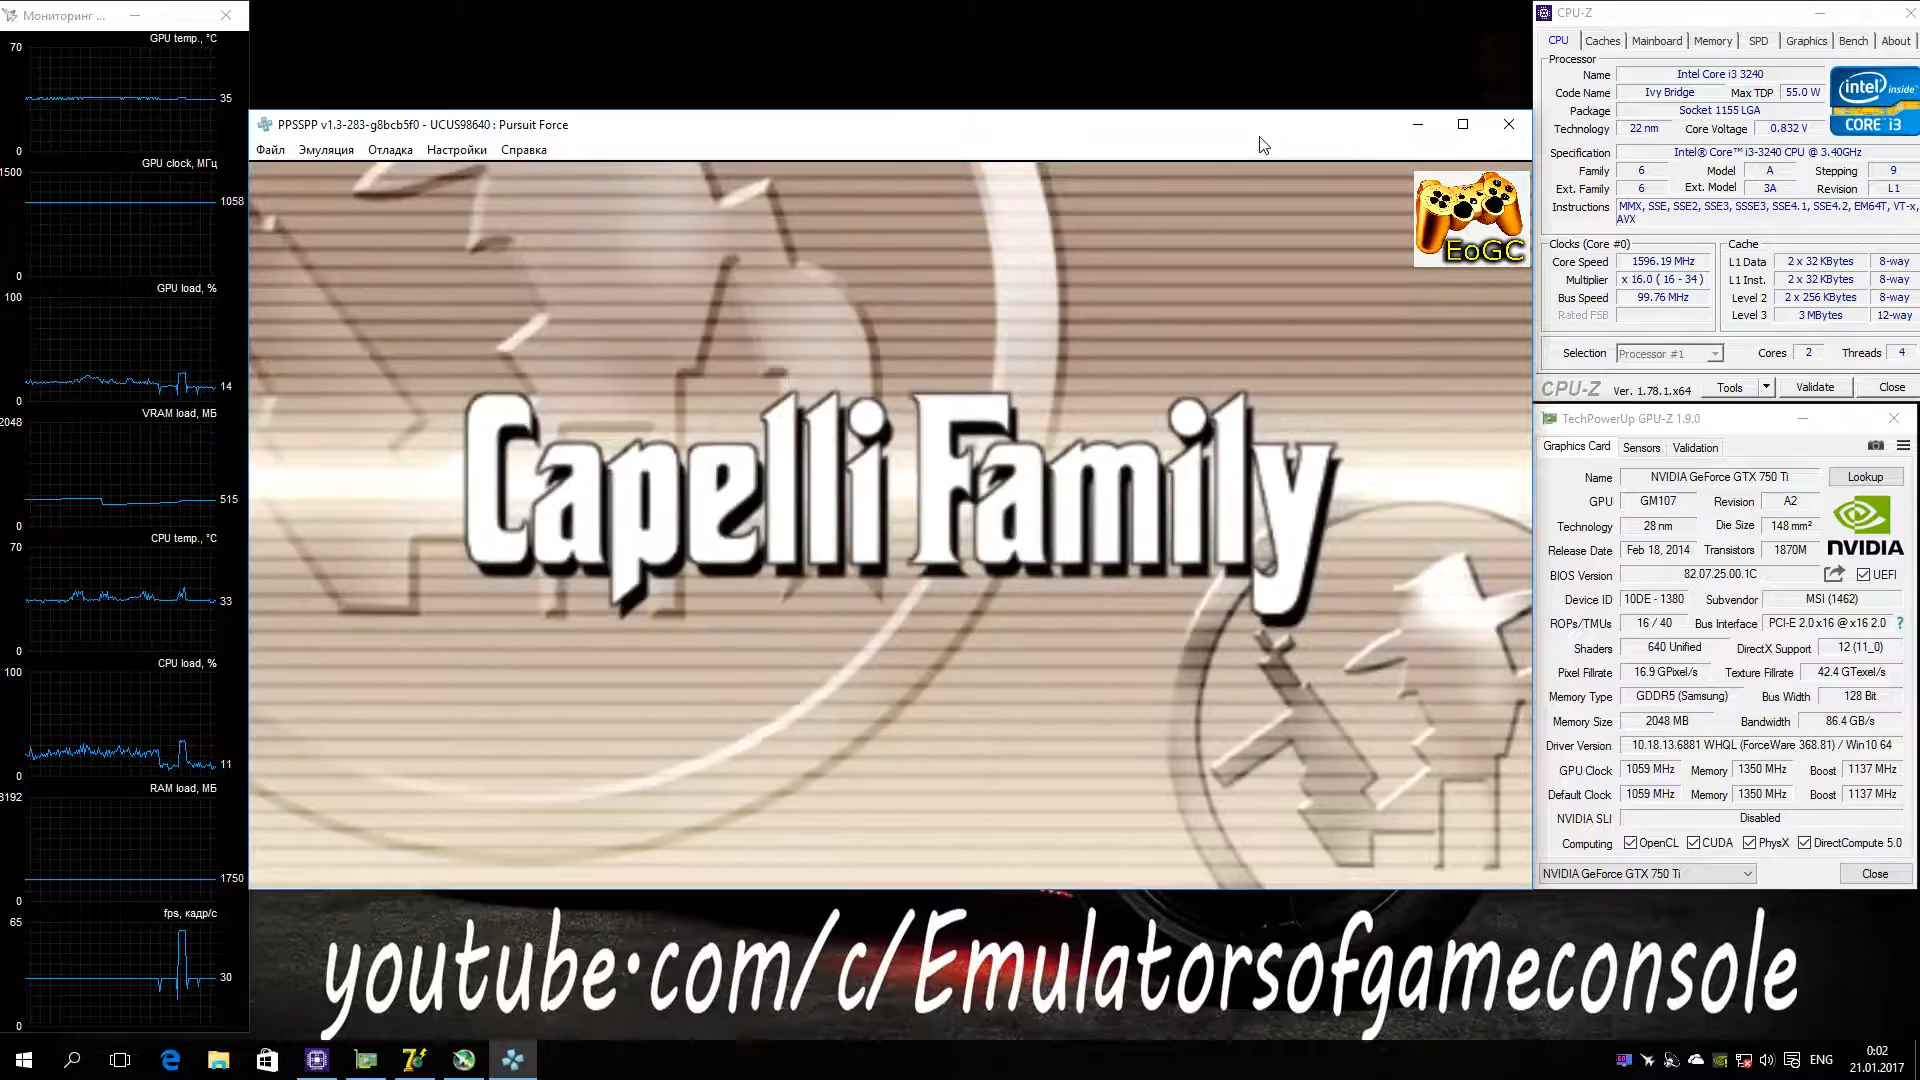 Мониторинг ...
GPU temp., °C
70
35
0
GPU clock, МГц
1500
1058
0
GPU load, %
100
14
0
VRAM load, МБ
2048
515
0
CPU temp., °C
70
33
0
CPU load, %
100
11
0
RAM load, МБ
8192
1750
0
fps, кадр/с
65
30
0
PPSSPP v1.3-283-g8bcb5f0 - UCUS98640 : Pursuit Force
Файл Эмуляция Отладка Настройки Справка
EoGC
Capelli Family
youtube.com/c/Emulatorsofgameconsole
CPU-Z
CPU Caches Mainboard Memory SPD Graphics Bench About
Processor
Name Intel Core i3 3240
Code Name Ivy Bridge Max TDP 55.0 W
Package Socket 1155 LGA
Technology 22 nm Core Voltage 0.832 V
intel inside™
CORE i3
Specification Intel® Core™ i3-3240 CPU @ 3.40GHz
Family 6 Model A Stepping 9
Ext. Family 6 Ext. Model 3A Revision L1
Instructions MMX, SSE, SSE2, SSE3, SSSE3, SSE4.1, SSE4.2, EM64T, VT-x,
AVX
Clocks (Core #0) Cache
Core Speed 1596.19 MHz L1 Data 2 x 32 KBytes 8-way
Multiplier x 16.0 ( 16 - 34 ) L1 Inst. 2 x 32 KBytes 8-way
Bus Speed 99.76 MHz Level 2 2 x 256 KBytes 8-way
Rated FSB Level 3 3 MBytes 12-way
Selection Processor #1 Cores 2 Threads 4
CPU-Z Ver. 1.78.1.x64 Tools Validate Close
TechPowerUp GPU-Z 1.9.0
Graphics Card Sensors Validation
Name NVIDIA GeForce GTX 750 Ti Lookup
GPU GM107 Revision A2
Technology 28 nm Die Size 148 mm²
Release Date Feb 18, 2014 Transistors 1870M
NVIDIA
BIOS Version 82.07.25.00.1C UEFI
Device ID 10DE - 1380 Subvendor MSI (1462)
ROPs/TMUs 16 / 40 Bus Interface PCI-E 2.0 x16 @ x16 2.0 ?
Shaders 640 Unified DirectX Support 12 (11_0)
Pixel Fillrate 16.9 GPixel/s Texture Fillrate 42.4 GTexel/s
Memory Type GDDR5 (Samsung) Bus Width 128 Bit
Memory Size 2048 MB Bandwidth 86.4 GB/s
Driver Version 10.18.13.6881 WHQL (ForceWare 368.81) / Win10 64
GPU Clock 1059 MHz Memory 1350 MHz Boost 1137 MHz
Default Clock 1059 MHz Memory 1350 MHz Boost 1137 MHz
NVIDIA SLI Disabled
Computing OpenCL CUDA PhysX DirectCompute 5.0
NVIDIA GeForce GTX 750 Ti Close
ENG
0:02
21.01.2017